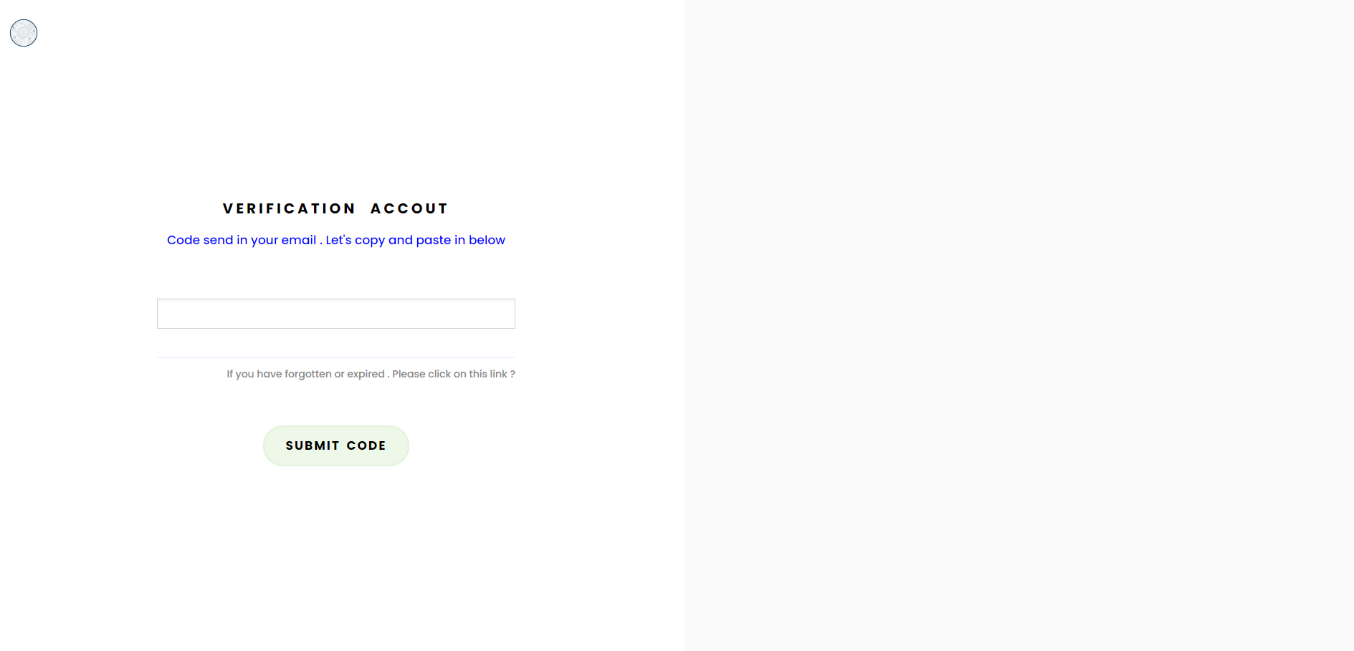 VERIFICATION ACCOUT
Code send in your email . Let's copy and paste in below
If you have forgotten or expired . Please click on this link ?
SUBMIT CODE